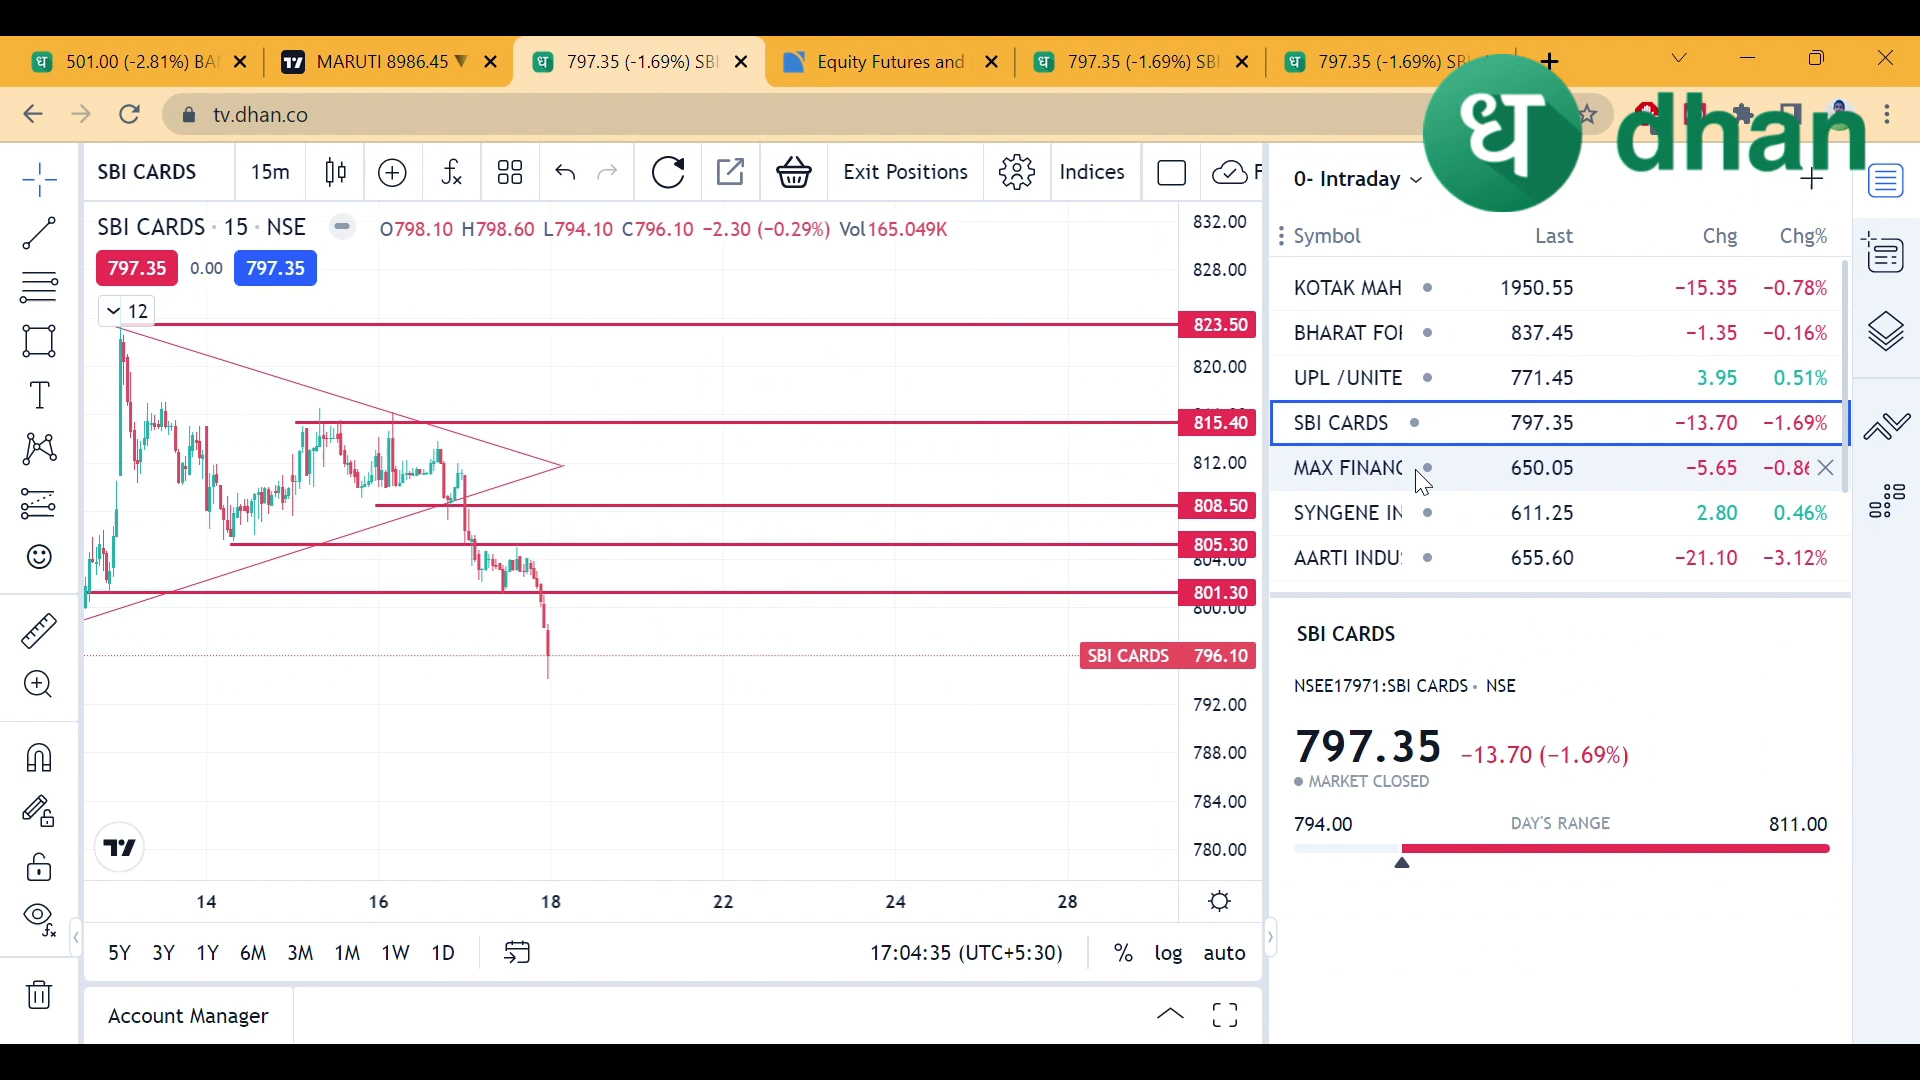 501.00 (-2.81%) BA
MARUTI 8986.45
797.35 (-1.69%) SBI
Equity Futures and
797.35 (-1.69%) SBI
797.35 (-1.69%) SB
tv.dhan.co
ध dhan
SBI CARDS
15m
Exit Positions
Indices
SBI CARDS · 15 · NSE
O798.10 H798.60 L794.10 C796.10 −2.30 (−0.29%) Vol165.049K
797.35 0.00 797.35
12
832.00
828.00
823.50
820.00
815.40
812.00
808.50
805.30
804.00
801.30
800.00
SBI CARDS 796.10
792.00
788.00
784.00
780.00
14 16 18 22 24 28
5Y 3Y 1Y 6M 3M 1M 1W 1D
17:04:35 (UTC+5:30)
% log auto
Account Manager
0- Intraday
Symbol Last Chg Chg%
KOTAK MAH 1950.55 −15.35 −0.78%
BHARAT FOI 837.45 −1.35 −0.16%
UPL /UNITE 771.45 3.95 0.51%
SBI CARDS 797.35 −13.70 −1.69%
MAX FINANC 650.05 −5.65 −0.86
SYNGENE IN 611.25 2.80 0.46%
AARTI INDU 655.60 −21.10 −3.12%
SBI CARDS
NSEE17971:SBI CARDS · NSE
797.35 −13.70 (−1.69%)
MARKET CLOSED
794.00 DAY'S RANGE 811.00